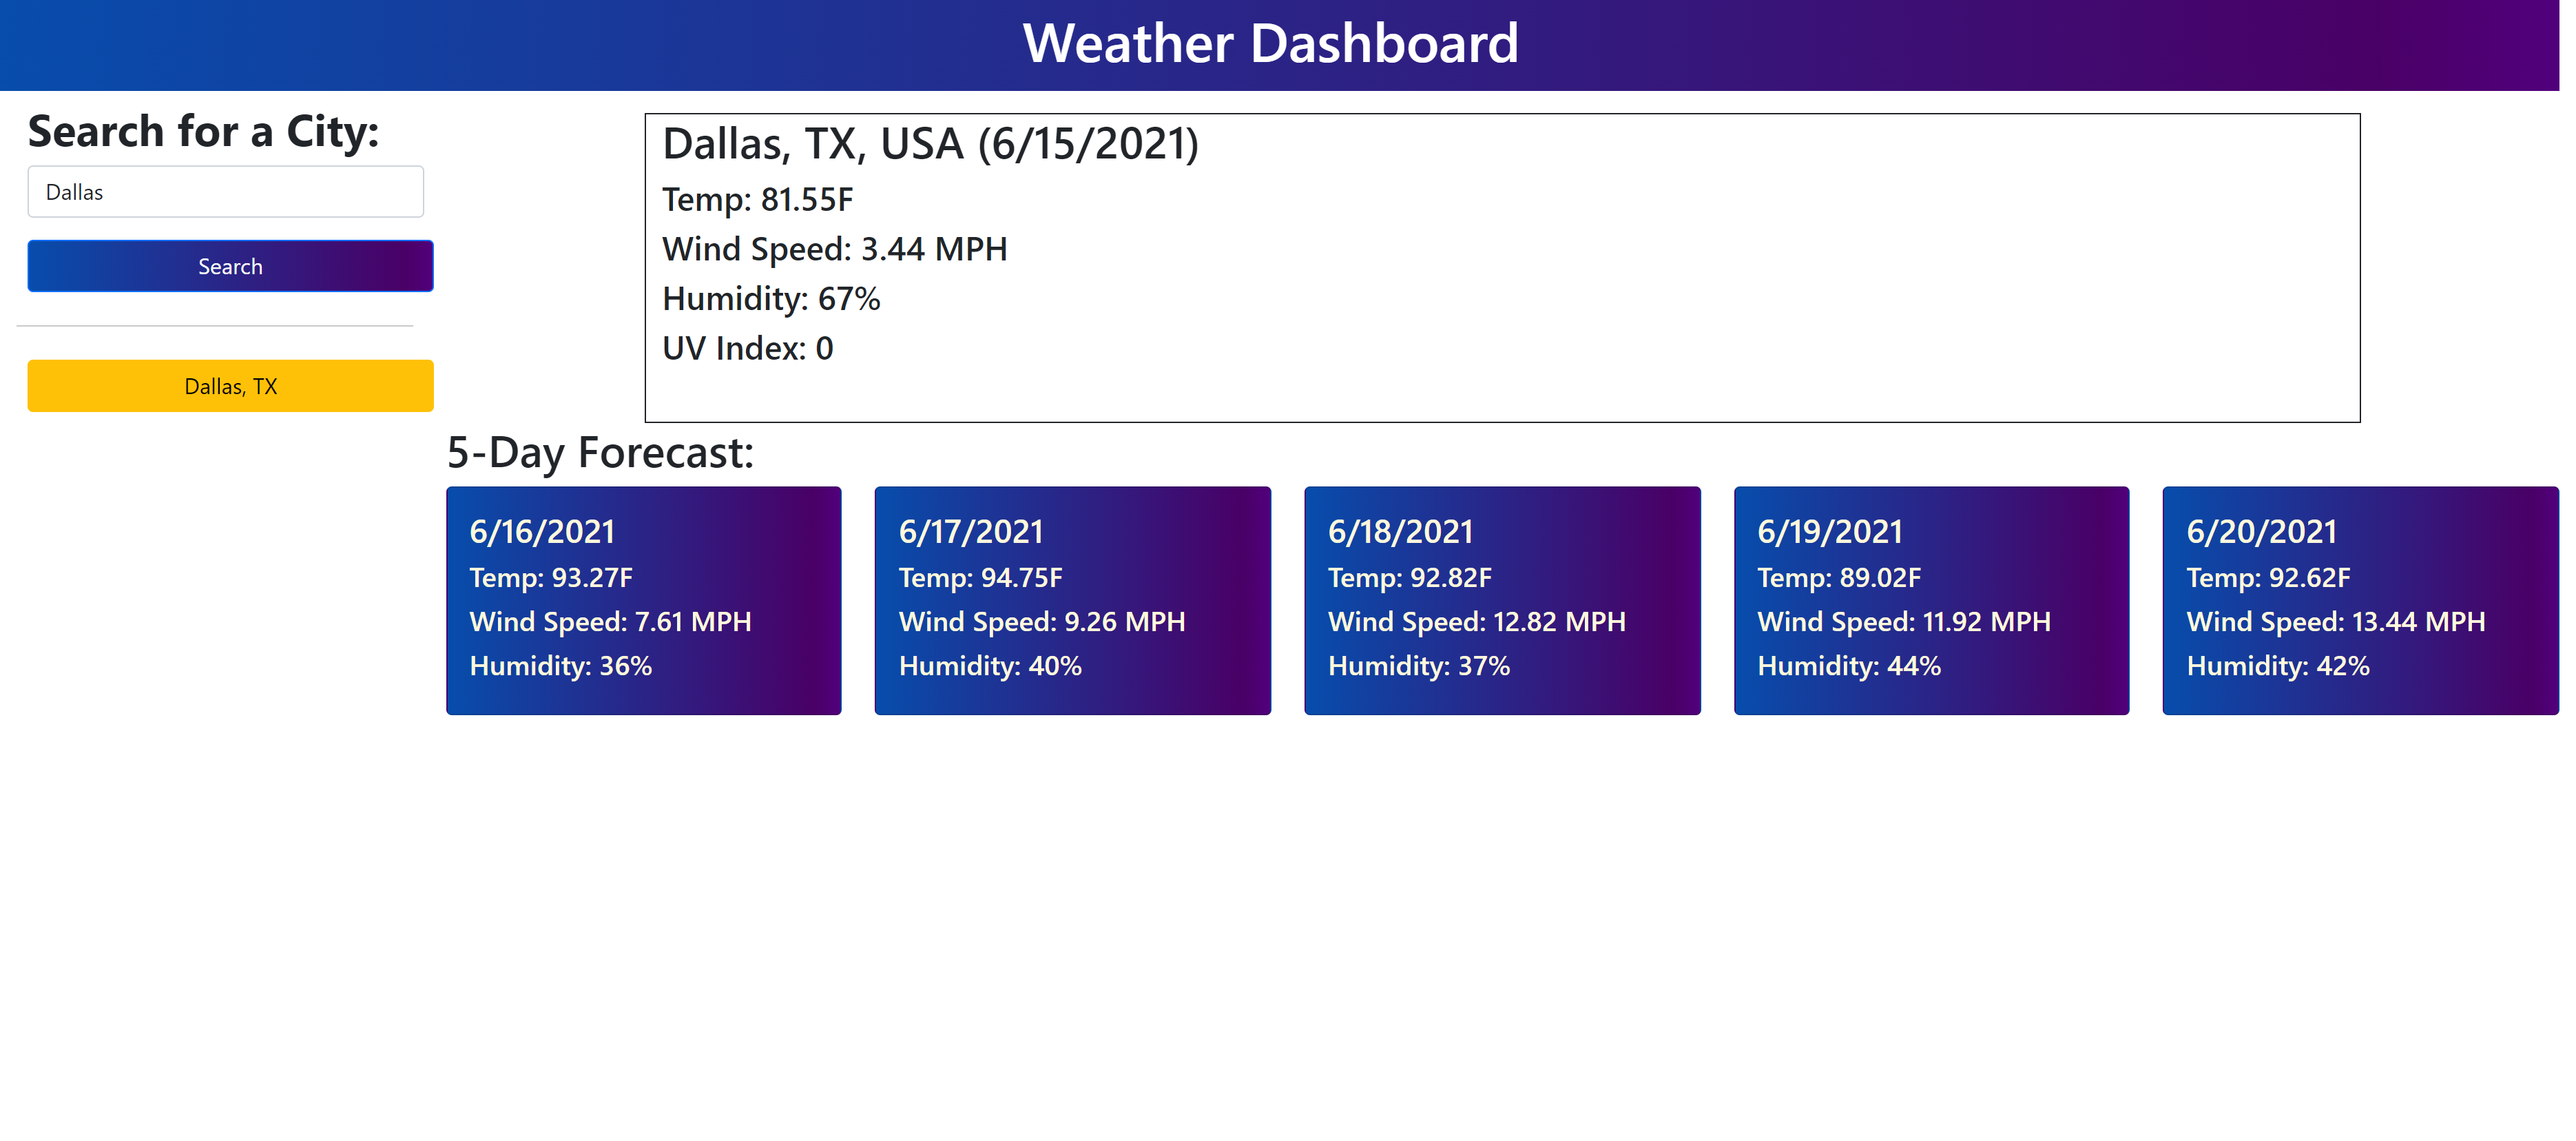 Weather Dashboard
Search for a City:
Dallas
Search
Dallas, TX
Dallas, TX, USA (6/15/2021)
Temp: 81.55F
Wind Speed: 3.44 MPH
Humidity: 67%
UV Index: 0
5-Day Forecast:
6/16/2021
Temp: 93.27F
Wind Speed: 7.61 MPH
Humidity: 36%
6/17/2021
Temp: 94.75F
Wind Speed: 9.26 MPH
Humidity: 40%
6/18/2021
Temp: 92.82F
Wind Speed: 12.82 MPH
Humidity: 37%
6/19/2021
Temp: 89.02F
Wind Speed: 11.92 MPH
Humidity: 44%
6/20/2021
Temp: 92.62F
Wind Speed: 13.44 MPH
Humidity: 42%